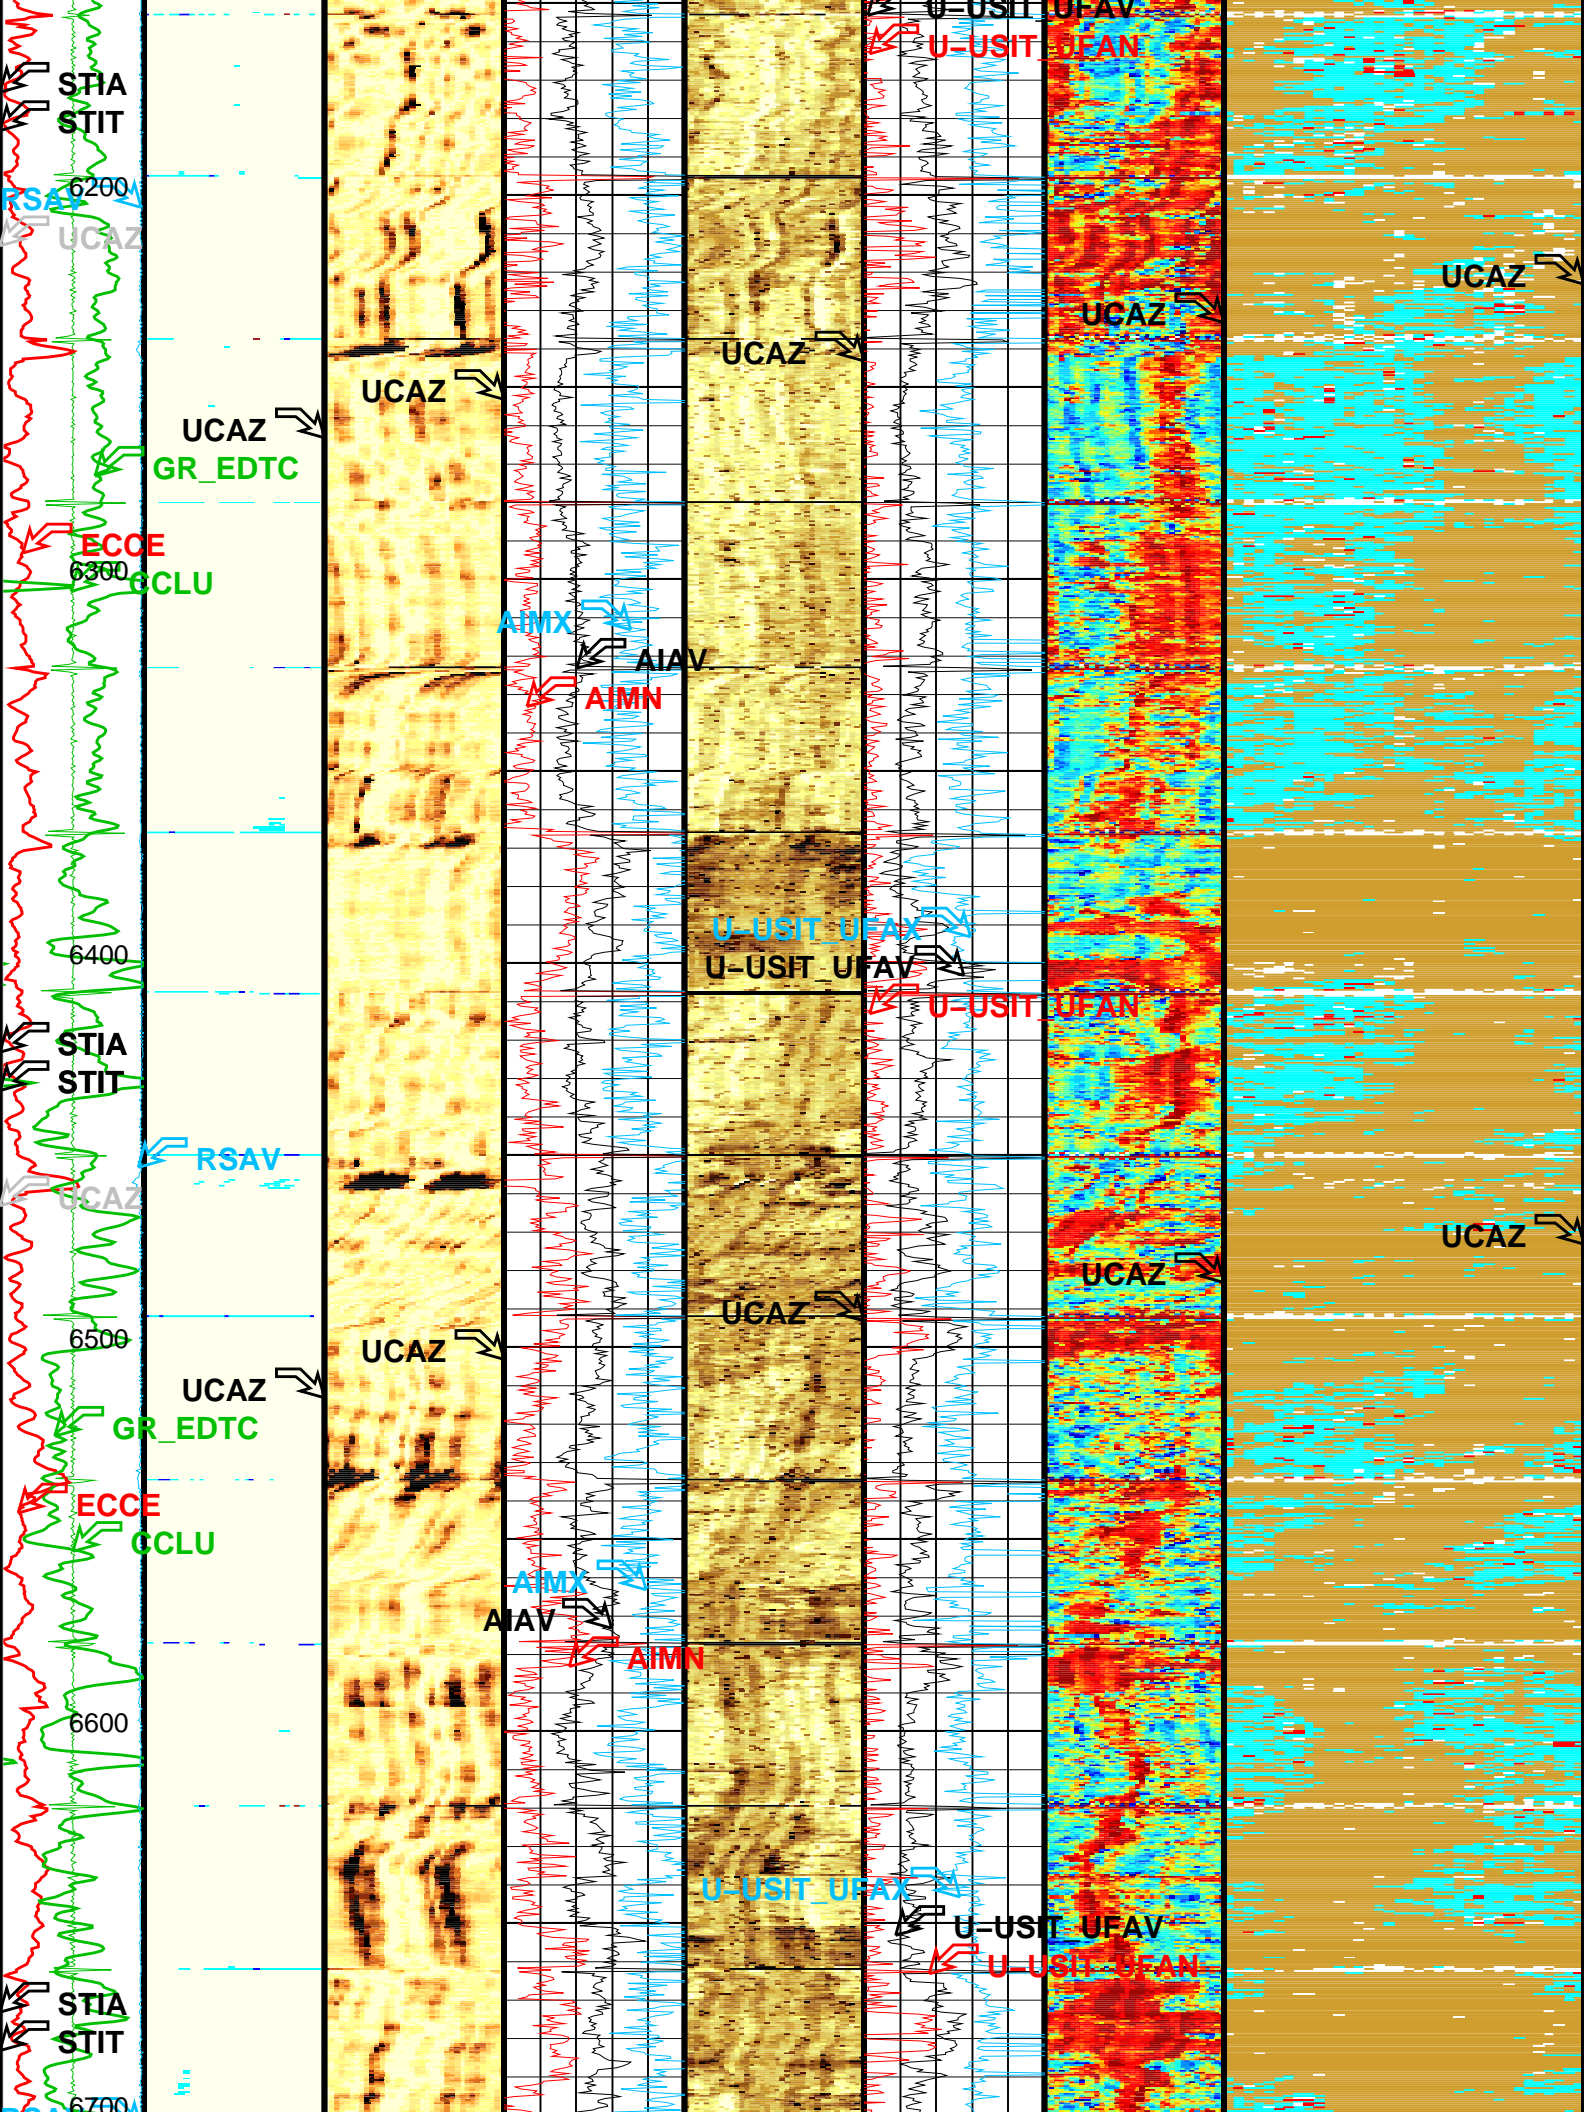 U–USIT_UFAV
U–USIT_UFAN
STIA
STIT
6200
RSAV
UCAZ
UCAZ
UCAZ
UCAZ
UCAZ
UCAZ
GR_EDTC
ECCE
6300
CCLU
AIMX
AIAV
AIMN
U–USIT_UFAX
6400
U–USIT_UFAV
U–USIT_UFAN
STIA
STIT
RSAV
UCAZ
UCAZ
UCAZ
UCAZ
6500
UCAZ
UCAZ
GR_EDTC
ECCE
CCLU
AIMX
AIAV
AIMN
6600
U–USIT_UFAX
U–USIT_UFAV
U–USIT_UFAN
STIA
STIT
6700